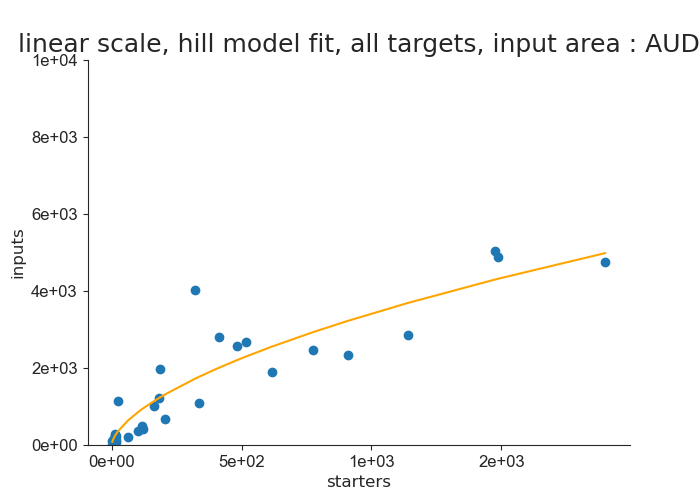 linear scale, hill model fit, all targets, input area : AUD
1e+04
8e+03
6e+03
4e+03
2e+03
0e+00
inputs
0e+00 5e+02 1e+03 2e+03
starters